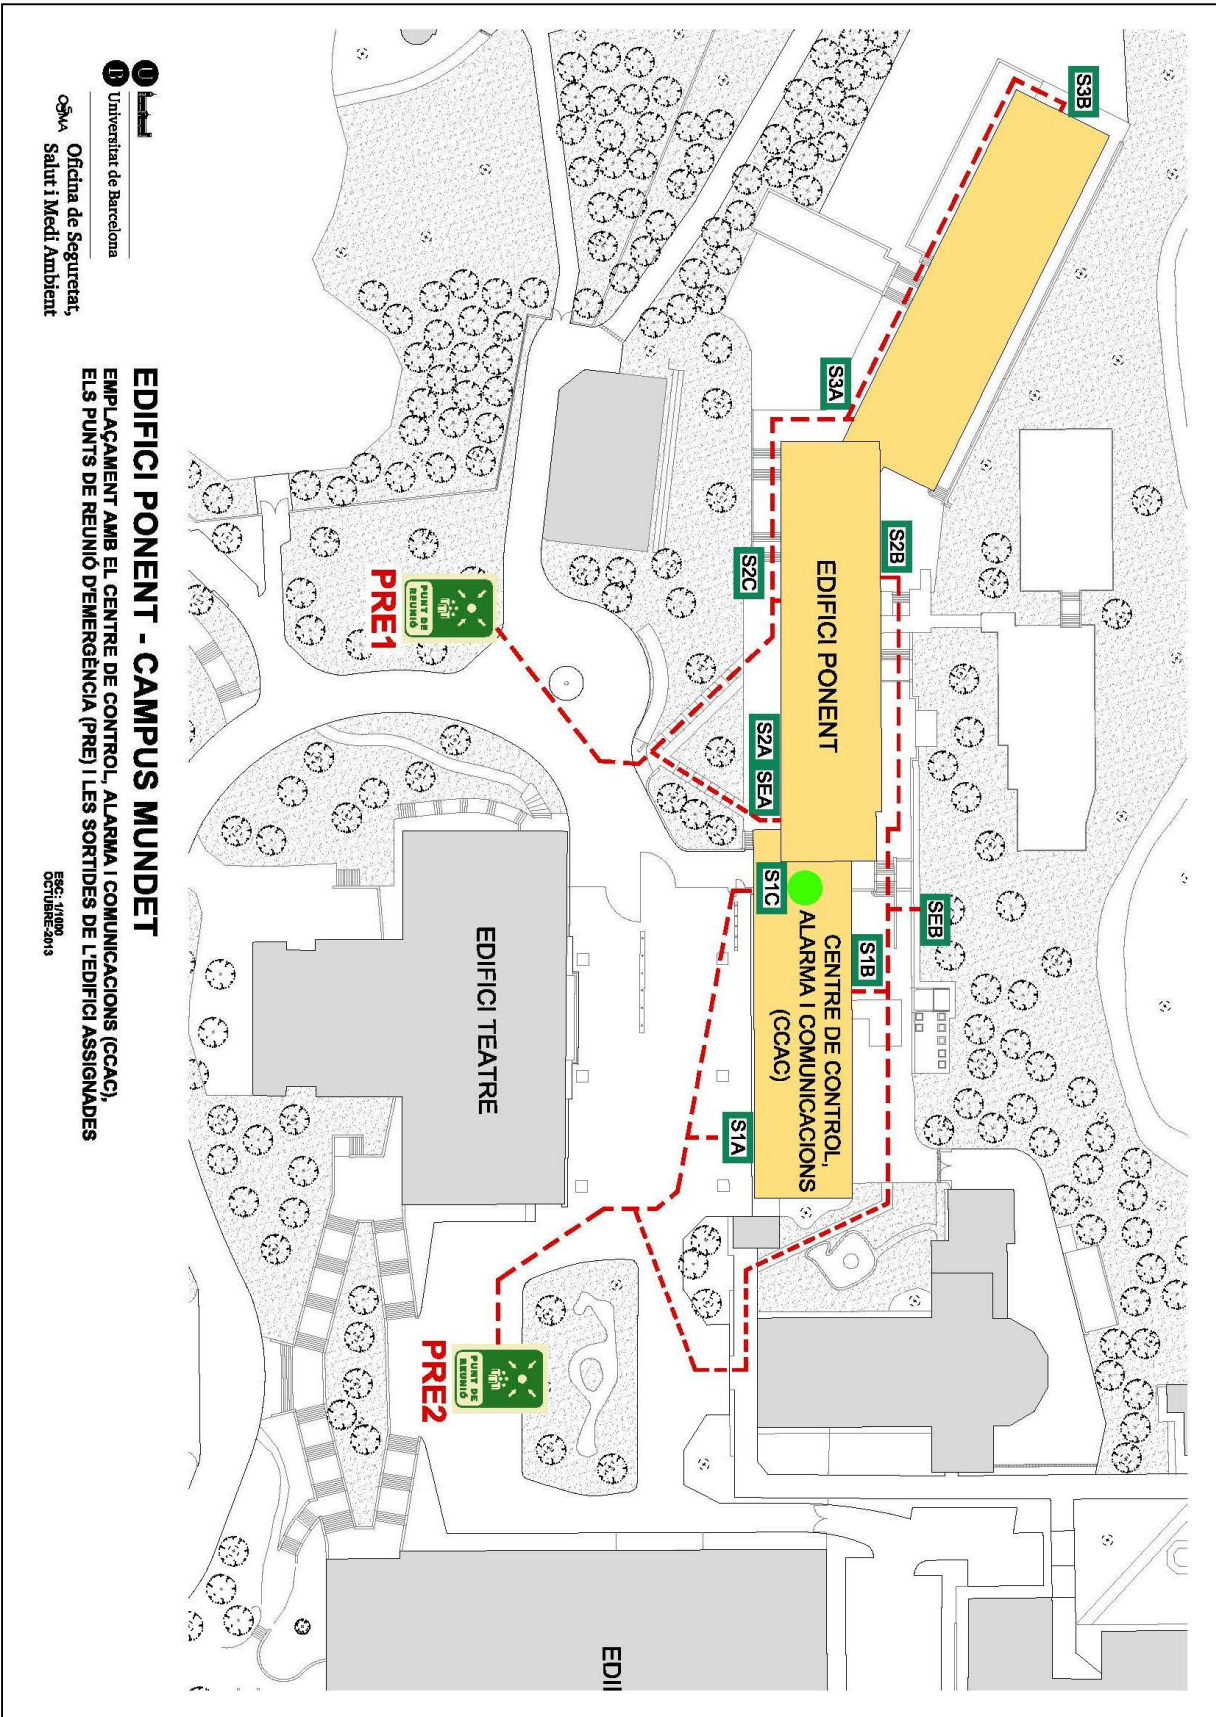 S3B
S3A
S2B
S2C
EDIFICI PONENT
S2A
SEA
SEB
S1C
S1B
CENTRE DE CONTROL,
ALARMA I COMUNICACIONS
(CCAC)
S1A
PUNT DE
REUNIÓ
PRE1
EDIFICI TEATRE
PUNT DE
REUNIÓ
PRE2
EDII
U
B
Universitat de Barcelona
OSSMA
Oficina de Seguretat,
Salut i Medi Ambient
EDIFICI PONENT - CAMPUS MUNDET
EMPLAÇAMENT AMB EL CENTRE DE CONTROL, ALARMA I COMUNICACIONS (CCAC),
ELS PUNTS DE REUNIÓ D'EMERGÈNCIA (PRE) I LES SORTIDES DE L'EDIFICI ASSIGNADES
ESC: 1/1000
OCTUBRE-2013